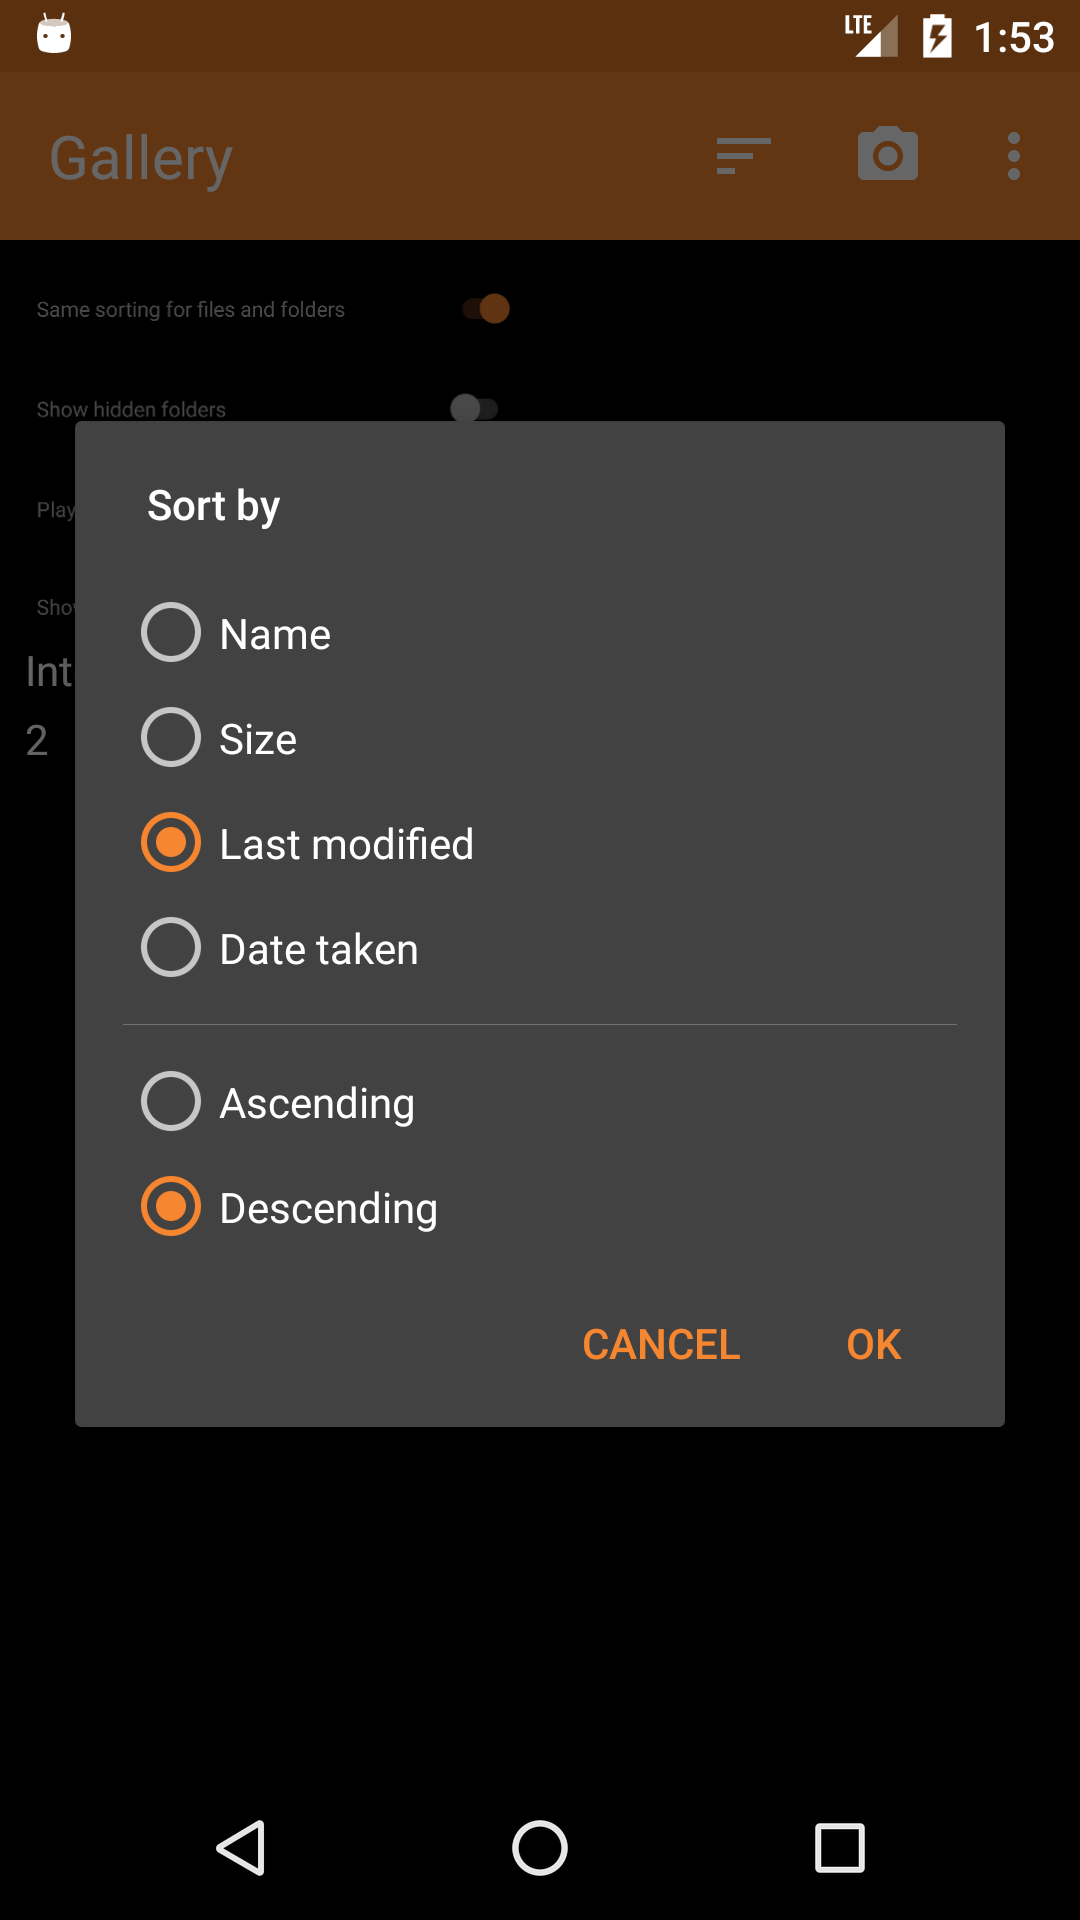 LTE 1:53
Gallery
Same sorting for files and folders
Show hidden folders
Play
Sort by
Name
Size
Last modified
Date taken
Ascending
Descending
CANCEL OK
Int
2